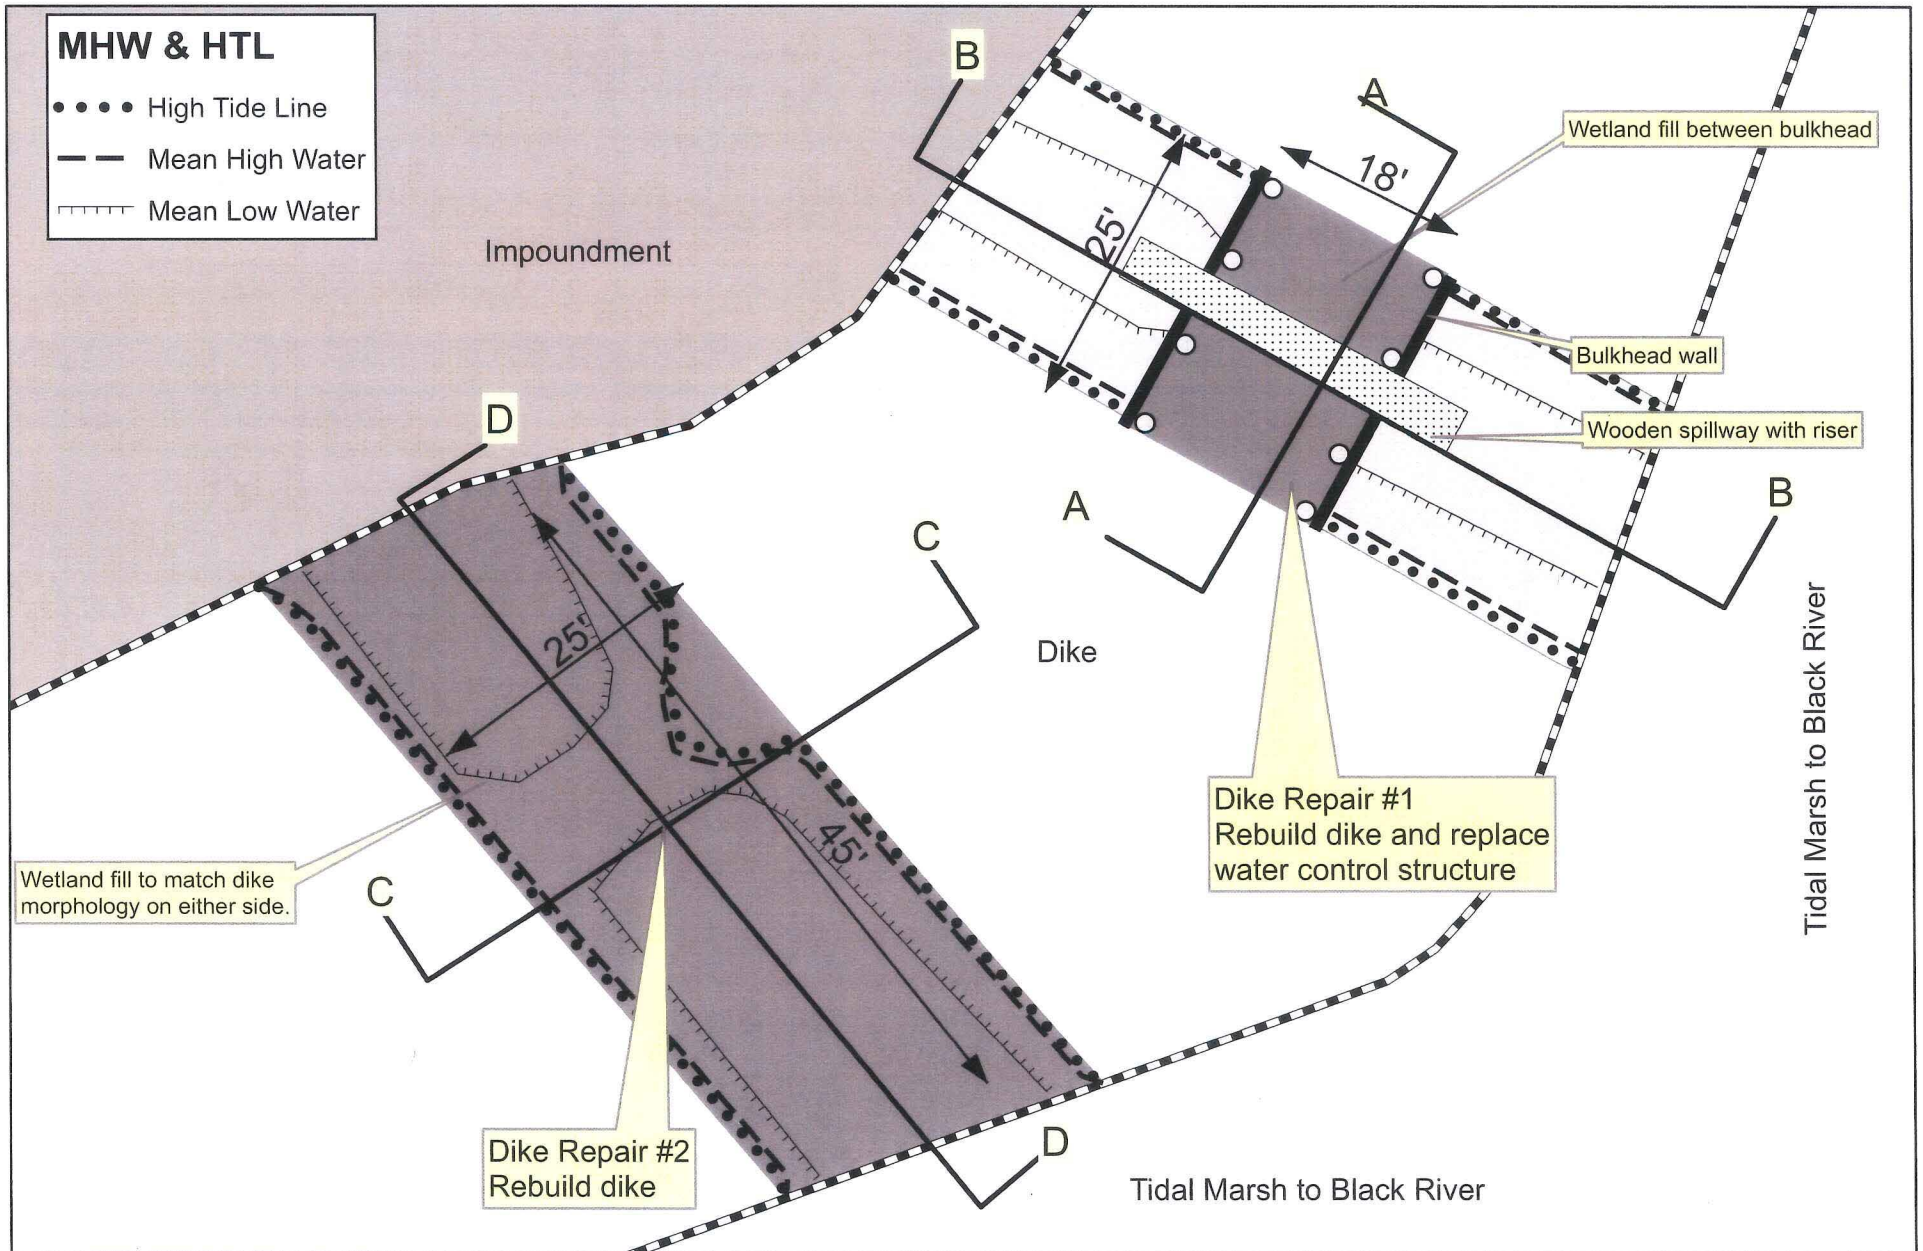 MHW & HTL
High Tide Line
Mean High Water
Mean Low Water
B
A
Wetland fill between bulkhead
18'
Impoundment
25'
Bulkhead wall
Wooden spillway with riser
D
B
A
C
25'
Dike
Tidal Marsh to Black River
Dike Repair #1
Rebuild dike and replace
water control structure
45'
Wetland fill to match dike
morphology on either side.
C
Dike Repair #2
Rebuild dike
D
Tidal Marsh to Black River